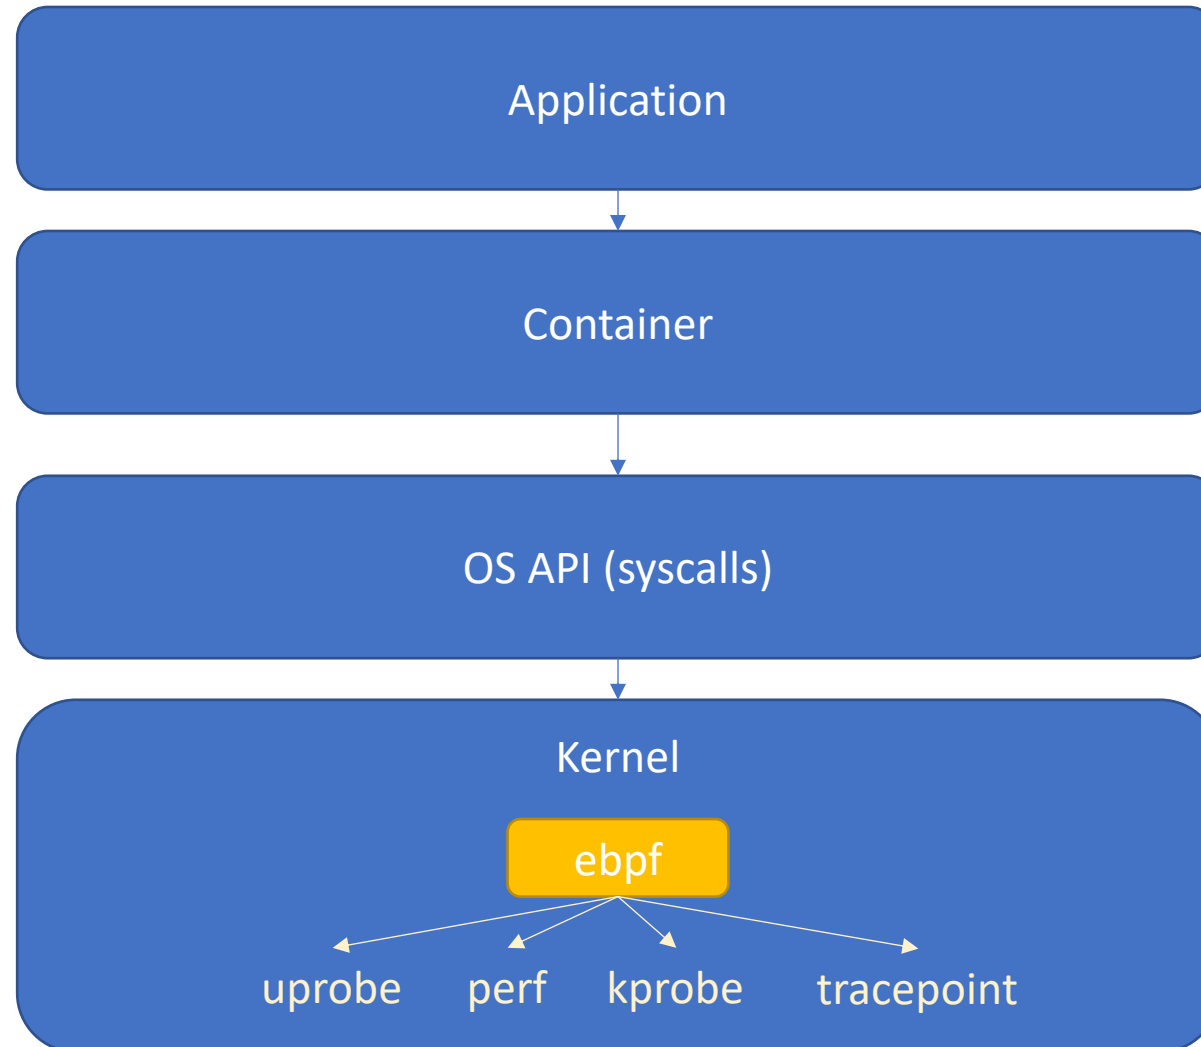 Application
Container
OS API (syscalls)
Kernel
ebpf
uprobe perf kprobe tracepoint